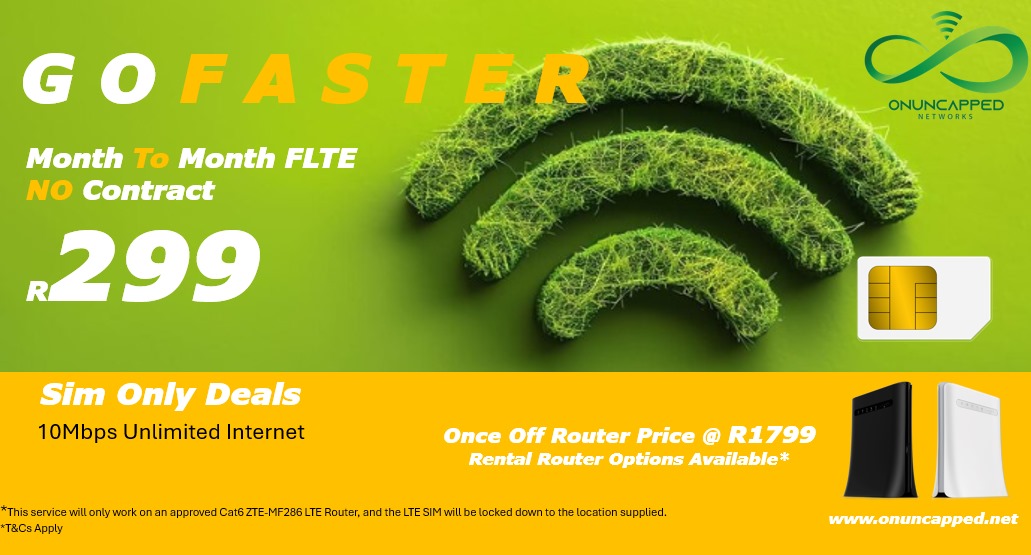 GO FASTER
ONUNCAPPED
NETWORKS
Month To Month FLTE
NO Contract
R299
Sim Only Deals
10Mbps Unlimited Internet
Once Off Router Price @ R1799
Rental Router Options Available*
*This service will only work on an approved Cat6 ZTE-MF286 LTE Router, and the LTE SIM will be locked down to the location supplied.
*T&Cs Apply
www.onuncapped.net